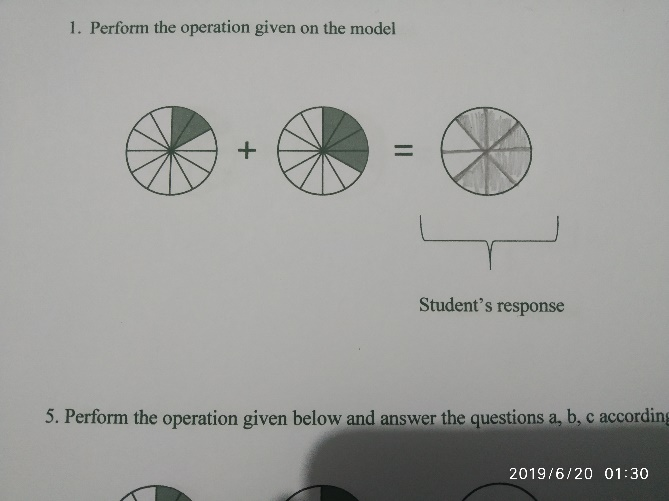 1. Perform the operation given on the model
+ =
Student's response
5. Perform the operation given below and answer the questions a, b, c
2019/6/20 01:30